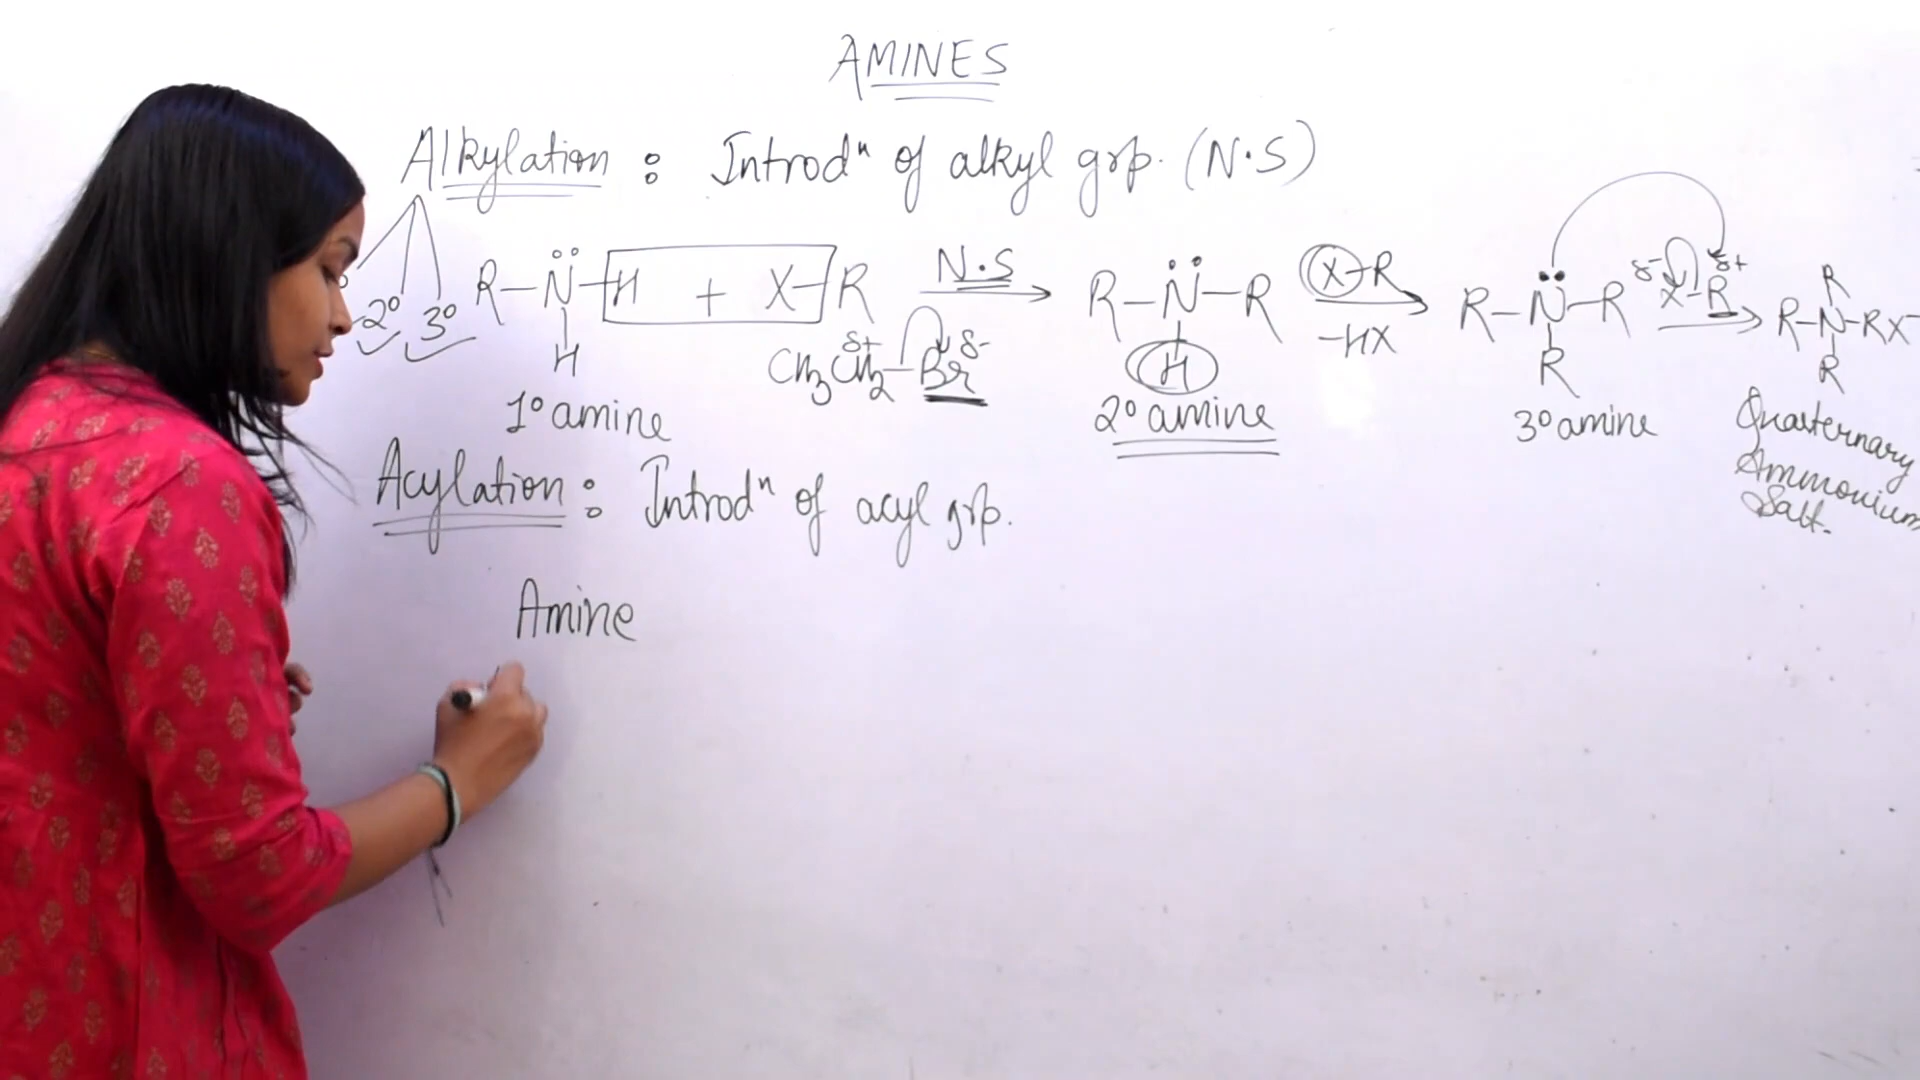 AMINES
Alkylation : Introdⁿ of alkyl grp. (N.S)
2° 3°
R–N̈–H + X–R N.S → R–N̈–R X–R → R–N̈–R X–R → R–N–RX⁻
H –HX R δ- δ+ R R
CH3CH2–Br δ+ δ- H
1° amine 2° amine 3° amine Quarternary
Ammonium
Salt.
Acylation : Introdⁿ of acyl grp.
Amine